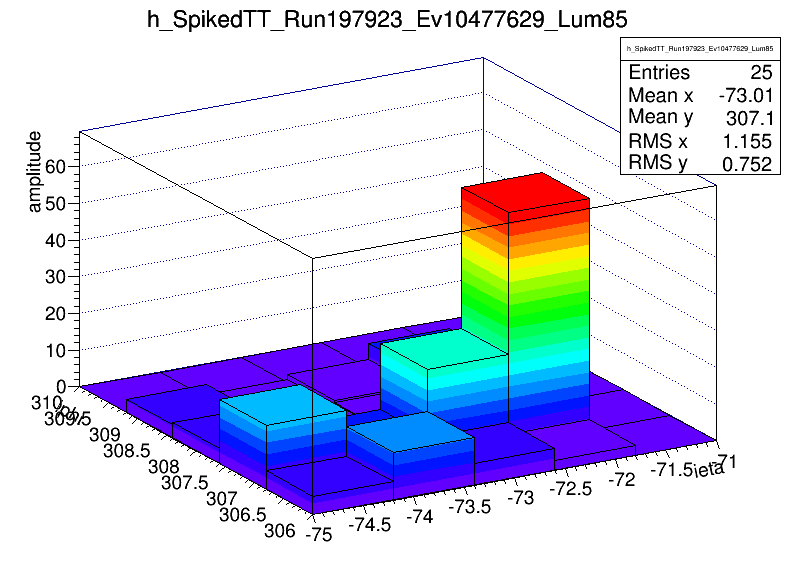 h_SpikedTT_Run197923_Ev10477629_Lum85
h_SpikedTT_Run197923_Ev10477629_Lum85
Entries 25
Mean x -73.01
Mean y 307.1
RMS x 1.155
RMS y 0.752
amplitude
60
50
40
30
20
10
0
310
309.5
309
308.5
308
307.5
307
306.5
306
-75
-74.5
-74
-73.5
-73
-72.5
-72
-71.5
-71
ieta